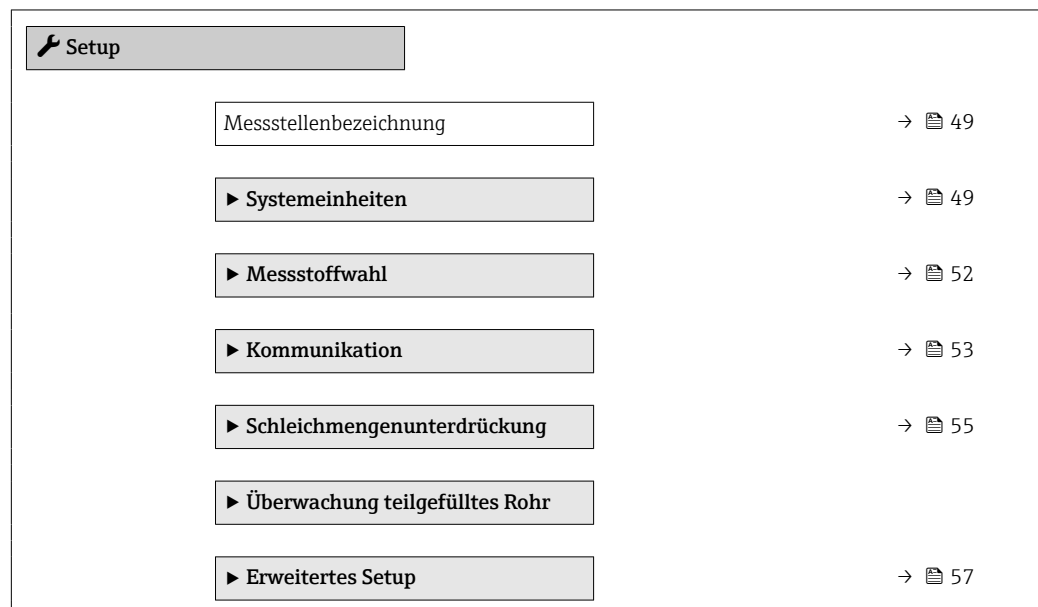 Setup
Messstellenbezeichnung → 49
▶ Systemeinheiten → 49
▶ Messstoffwahl → 52
▶ Kommunikation → 53
▶ Schleichmengenunterdrückung → 55
▶ Überwachung teilgefülltes Rohr
▶ Erweitertes Setup → 57